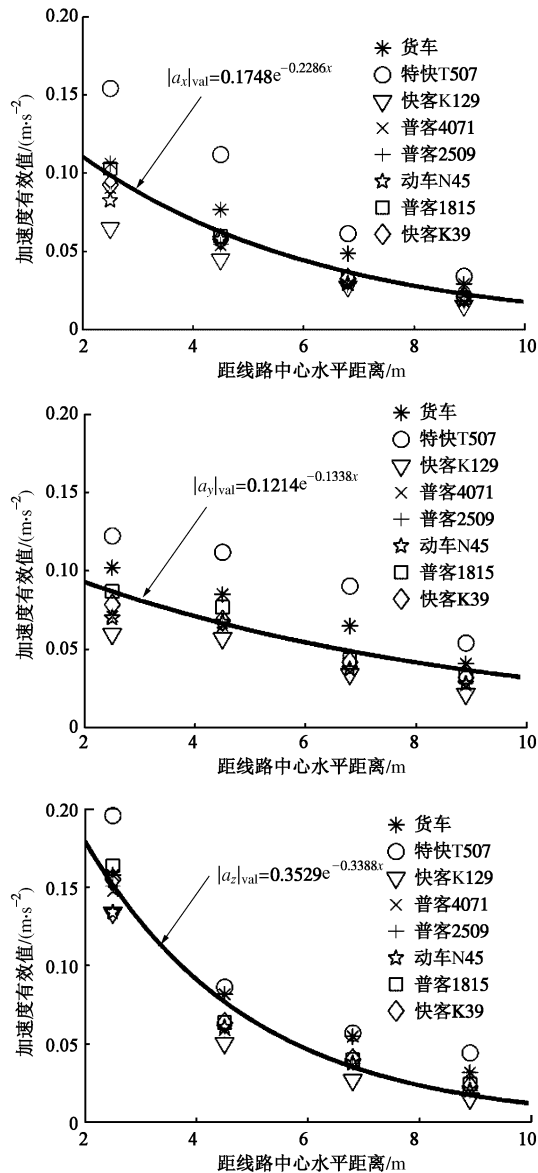 0.20
货车
特快T507
快客K129
普客4071
普客2509
动车N45
普客1815
快客K39
|aₓ|val=0.1748e^{-0.2286x}
0.15
0.10
0.05
0
加速度有效值/(m·s⁻²)
2 4 6 8 10
距线路中心水平距离/m
0.20
货车
特快T507
快客K129
普客4071
普客2509
动车N45
普客1815
快客K39
|a_y|val=0.1214e^{-0.1338x}
0.15
0.10
0.05
0
加速度有效值/(m·s⁻²)
2 4 6 8 10
距线路中心水平距离/m
0.20
货车
特快T507
快客K129
普客4071
普客2509
动车N45
普客1815
快客K39
|a_z|val=0.3529e^{-0.3388x}
0.15
0.10
0.05
0
加速度有效值/(m·s⁻²)
2 4 6 8 10
距线路中心水平距离/m